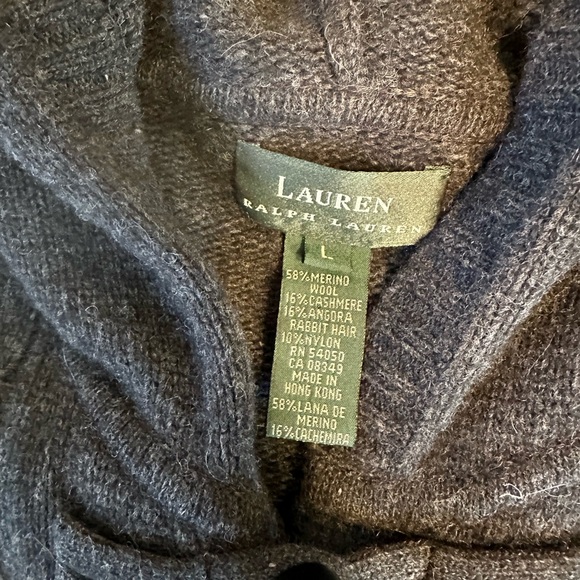 LAUREN
RALPH LAUREN
L
58%MERINO
WOOL
16%CASHMERE
16%ANGORA
RABBIT HAIR
10%NYLON
RN 54050
CA 08349
MADE IN
HONG KONG
58%LANA DE
MERINO
16%CACHEMIRA